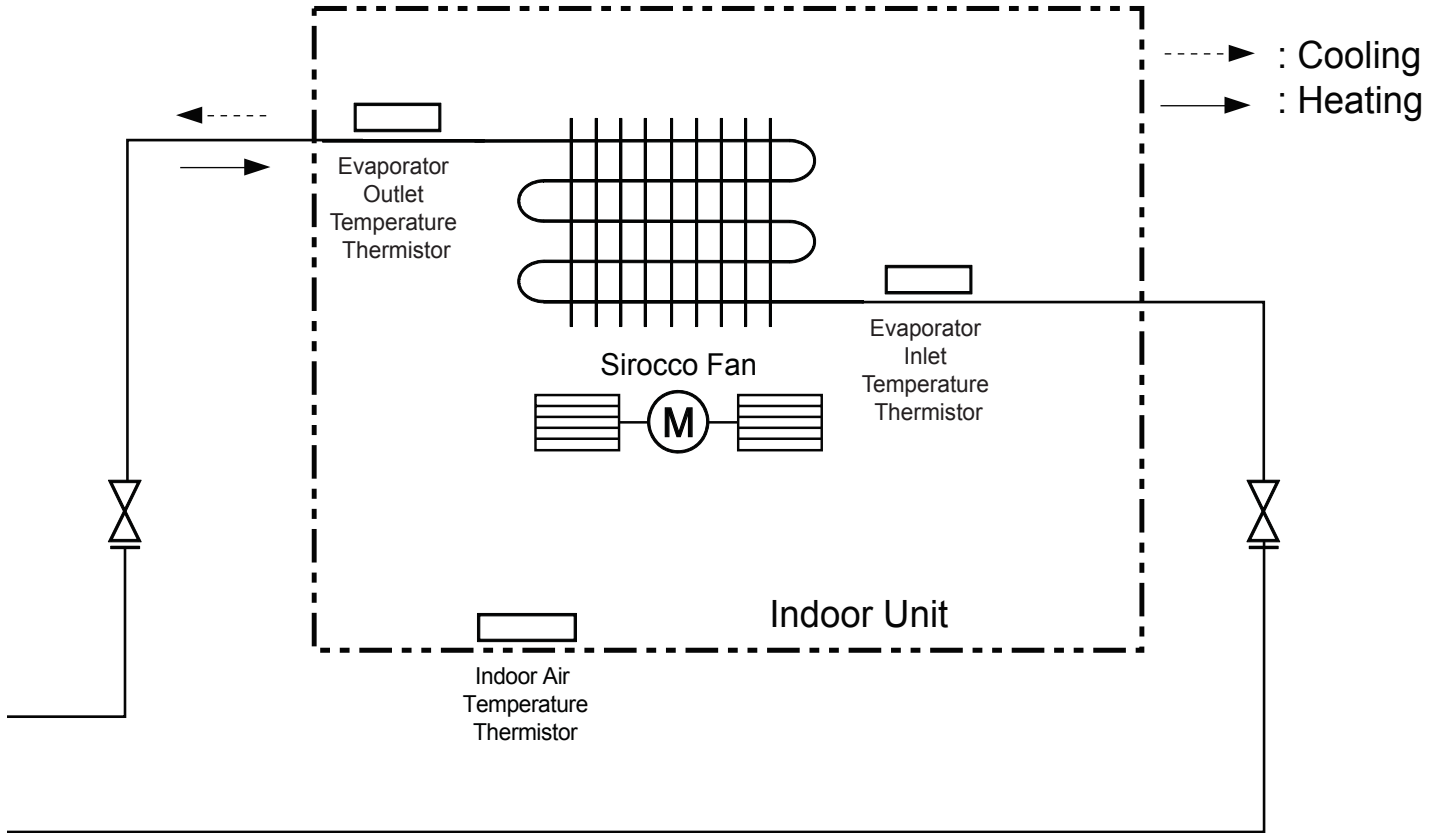 : Cooling
: Heating
Evaporator
Outlet
Temperature
Thermistor
Evaporator
Inlet
Temperature
Thermistor
Sirocco Fan
M
Indoor Unit
Indoor Air
Temperature
Thermistor